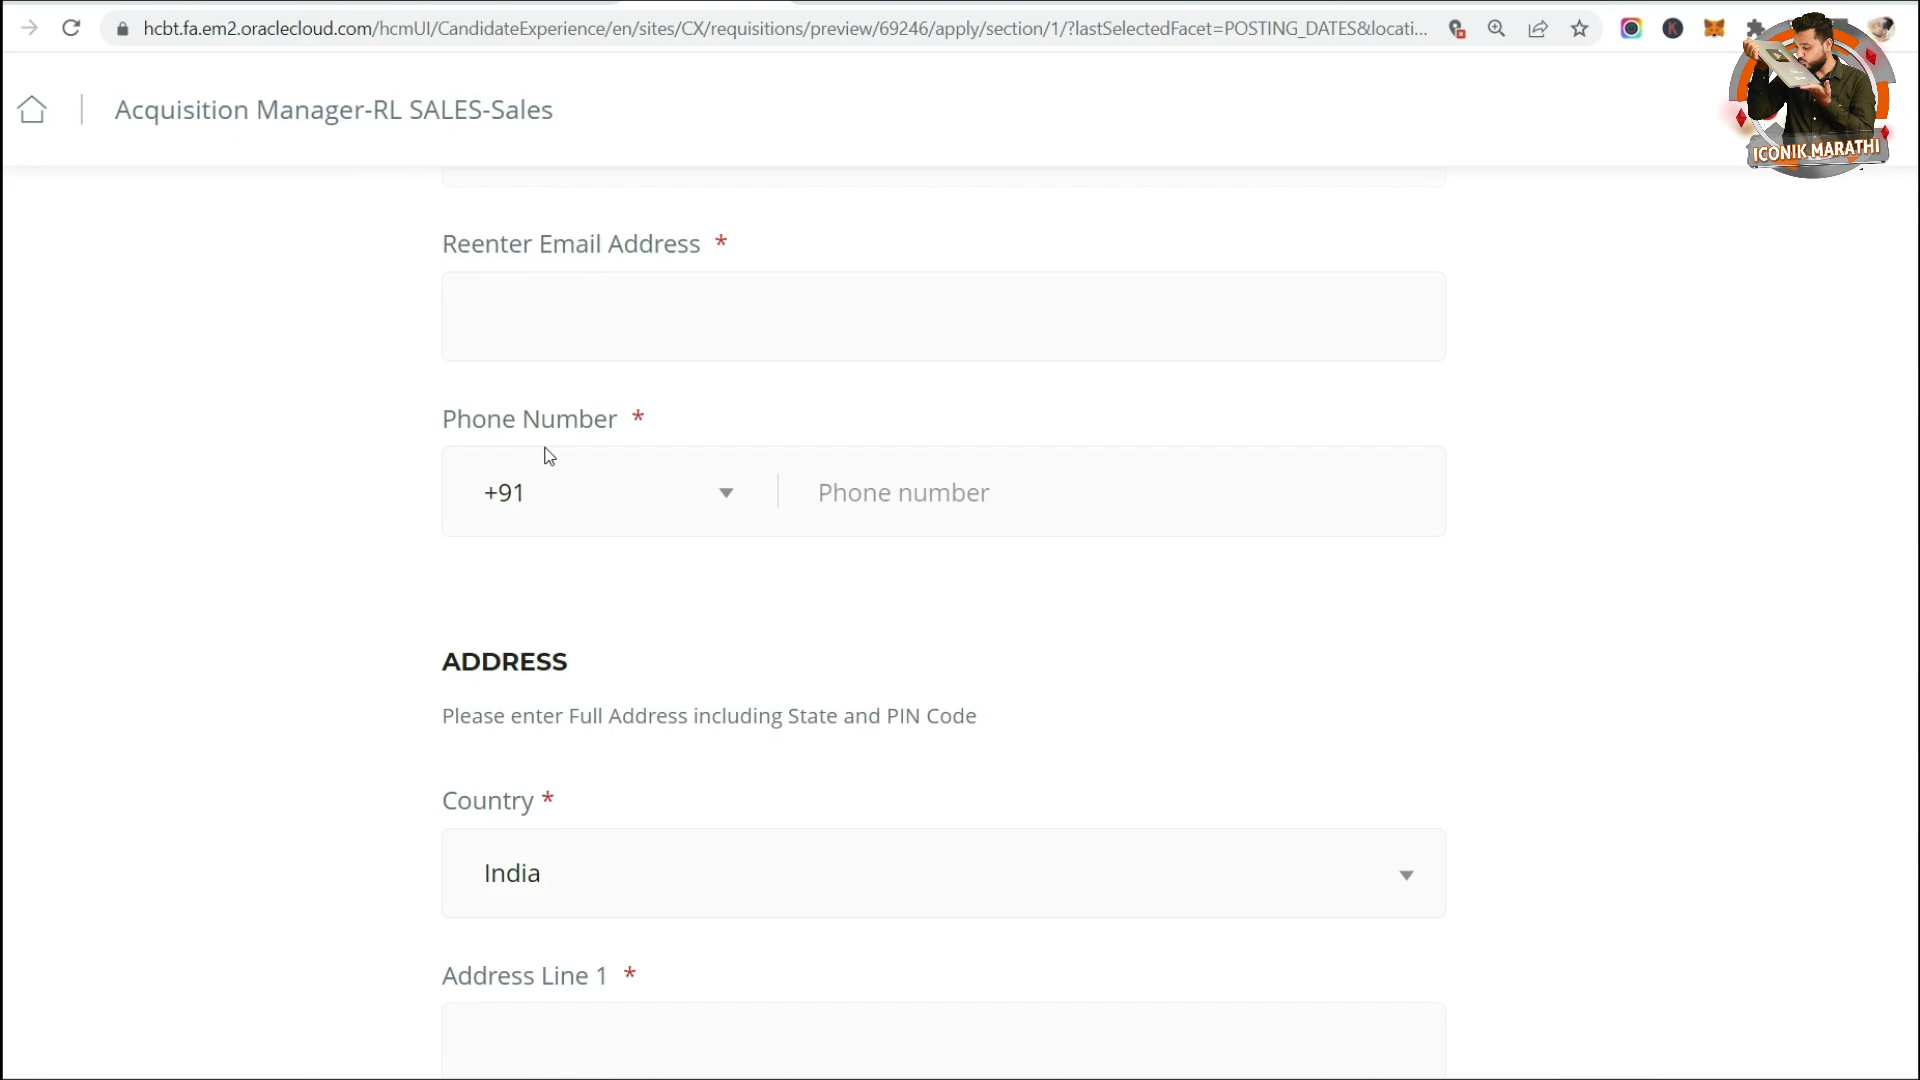 hcbt.fa.em2.oraclecloud.com/hcmUI/CandidateExperience/en/sites/CX/requisitions/preview/69246/apply/section/1/?lastSelectedFacet=POSTING_DATES&locati...
K
Acquisition Manager-RL SALES-Sales
ICONIK MARATHI
Reenter Email Address *
Phone Number *
+91 Phone number
ADDRESS
Please enter Full Address including State and PIN Code
Country *
India
Address Line 1 *